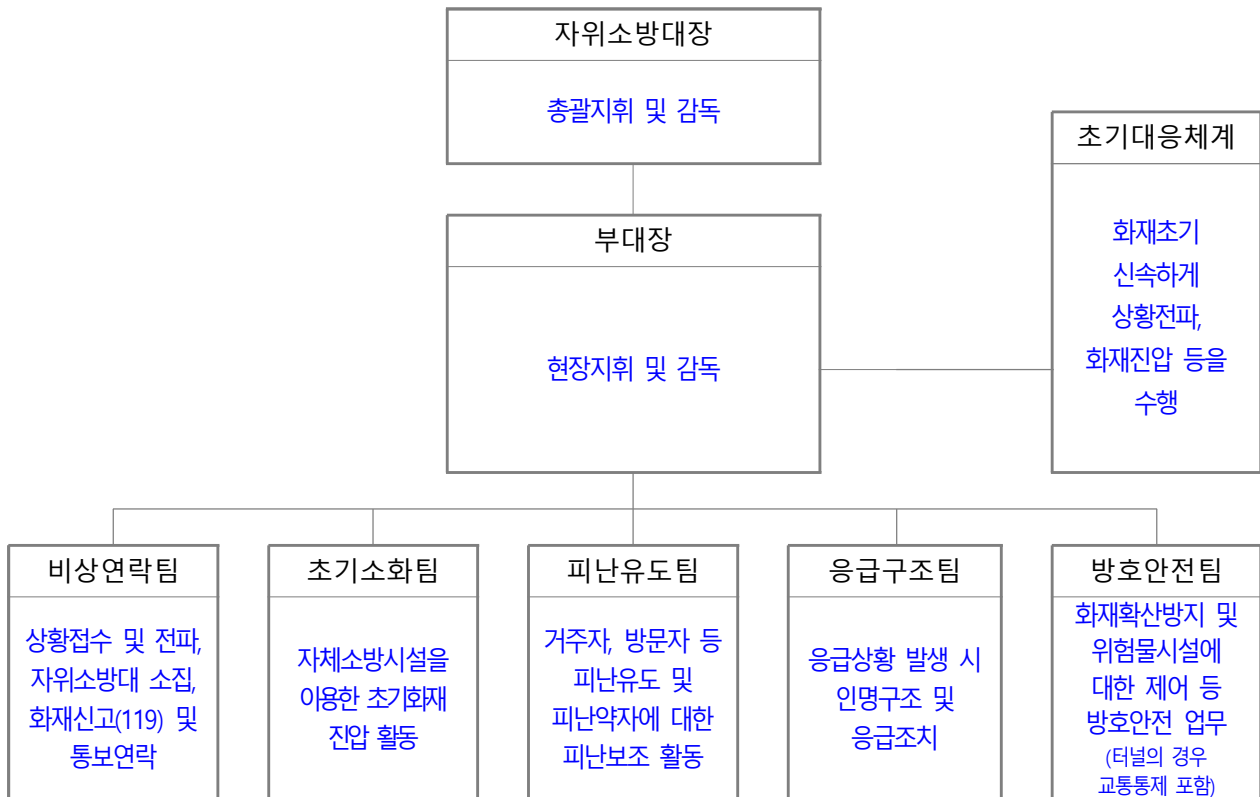 자위소방대장
총괄지휘 및 감독
초기대응체계
화재초기
신속하게
상황전파,
화재진압 등을
수행
부대장
현장지휘 및 감독
비상연락팀
상황접수 및 전파,
자위소방대 소집,
화재신고(119) 및
통보연락
초기소화팀
자체소방시설을
이용한 초기화재
진압 활동
피난유도팀
거주자, 방문자 등
피난유도 및
피난약자에 대한
피난보조 활동
응급구조팀
응급상황 발생 시
인명구조 및
응급조치
방호안전팀
화재확산방지 및
위험물시설에
대한 제어 등
방호안전 업무
(터널의 경우
교통통제 포함)